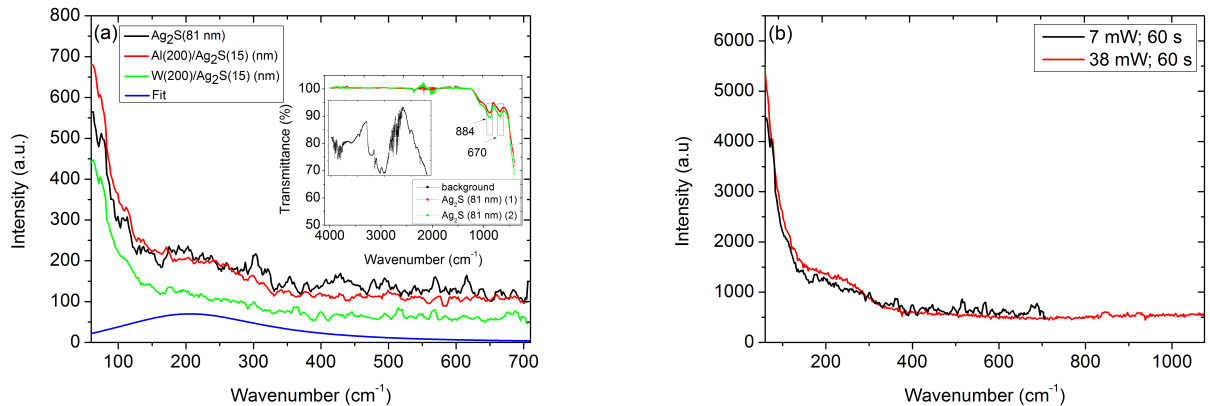 (a)
Ag₂S(81 nm)
Al(200)/Ag₂S(15) (nm)
W(200)/Ag₂S(15) (nm)
Fit
800
700
600
500
400
300
200
100
0
Intensity (a.u.)
100 200 300 400 500 600 700
Wavenumber (cm⁻¹)
100
90
80
70
60
50
Transmittance (%)
884
670
background
Ag₂S (81 nm) (1)
Ag₂S (81 nm) (2)
4000 3000 2000 1000
Wavenumber (cm⁻¹)
(b)
7 mW; 60 s
38 mW; 60 s
6000
5000
4000
3000
2000
1000
500
0
Intensity (a.u)
200 400 600 800 1000
Wavenumber (cm⁻¹)